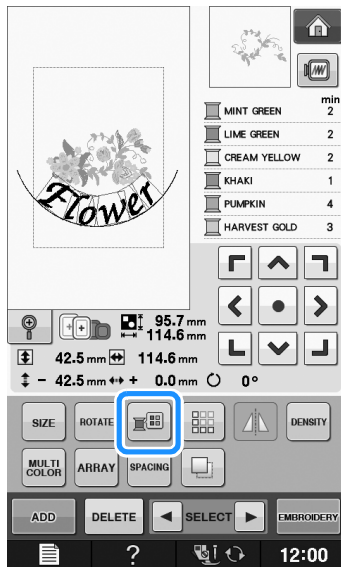 min
MINT GREEN 2
LIME GREEN 2
CREAM YELLOW 2
KHAKI 1
PUMPKIN 4
HARVEST GOLD 3
Flower
95.7 mm
114.6 mm
42.5 mm 114.6 mm
- 42.5 mm + 0.0 mm 0°
SIZE ROTATE DENSITY
MULTI COLOR ARRAY SPACING
ADD DELETE SELECT EMBROIDERY
? 12:00